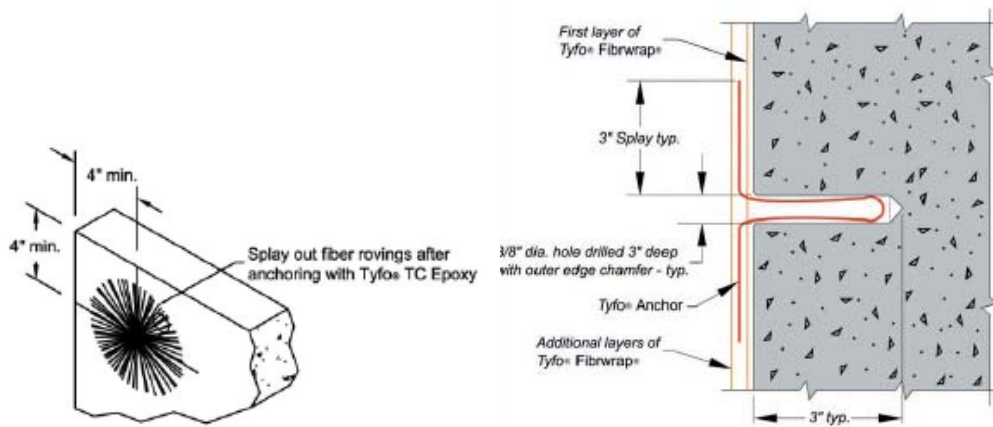 4" min.
4" min.
Splay out fiber rovings after
anchoring with Tyfo® TC Epoxy
First layer of
Tyfo® Fibrwrap®
3" Splay typ.
3/8" dia. hole drilled 3" deep
with outer edge chamfer - typ.
Tyfo® Anchor
Additional layers of
Tyfo® Fibrwrap®
3" typ.